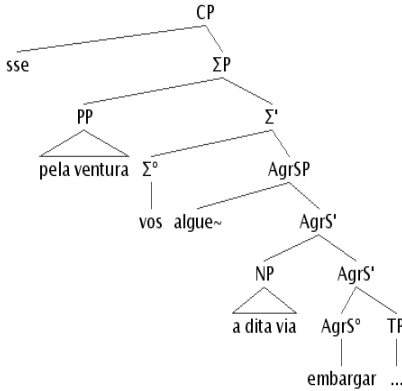 CP
sse ΣP
PP Σ'
pela ventura Σ° AgrSP
vos algue~ AgrS'
NP AgrS'
a dita via AgrS° TP
embargar ...